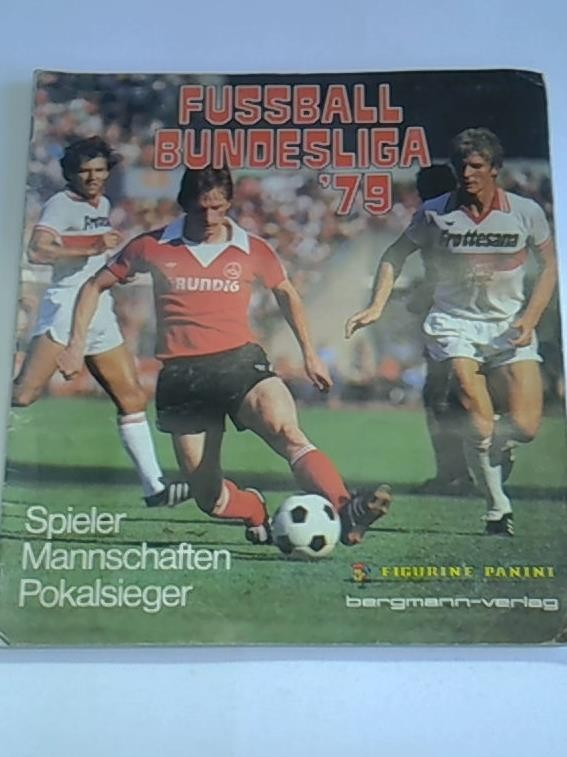 FUSSBALL
BUNDESLIGA
'79
Frottesana
GRUNDIG
Spieler
Mannschaften
Pokalsieger
FIGURINE PANINI
bergmann-verlag